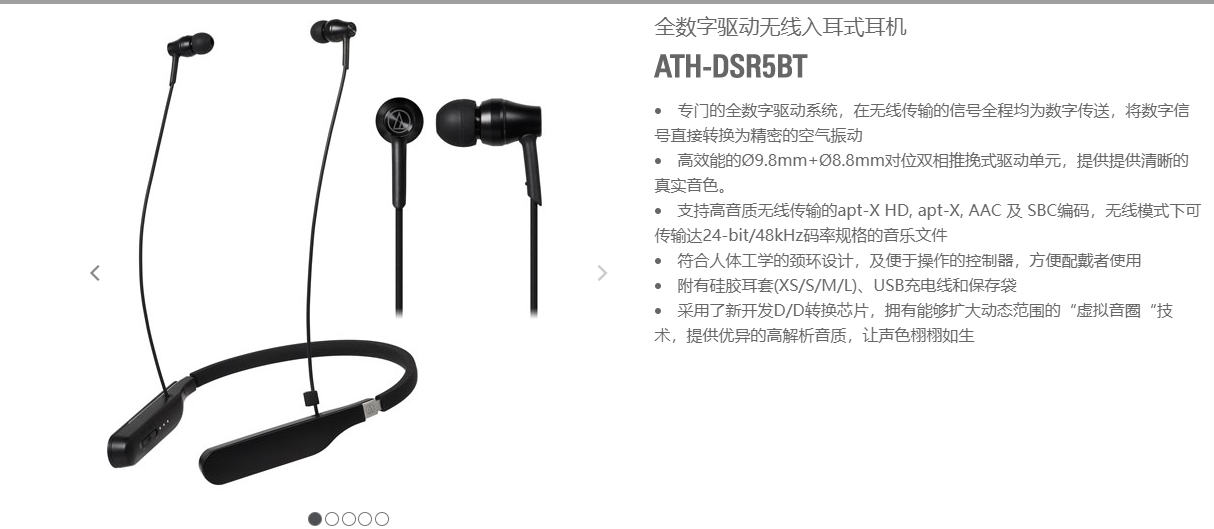 全数字驱动无线入耳式耳机
ATH-DSR5BT
• 专门的全数字驱动系统，在无线传输的信号全程均为数字传送，将数字信
号直接转换为精密的空气振动
• 高效能的Ø9.8mm+Ø8.8mm对位双相推挽式驱动单元，提供提供清晰的
真实音色。
• 支持高音质无线传输的apt-X HD, apt-X, AAC 及 SBC编码，无线模式下可
传输达24-bit/48kHz码率规格的音乐文件
• 符合人体工学的颈环设计，及便于操作的控制器，方便配戴者使用
• 附有硅胶耳套(XS/S/M/L)、USB充电线和保存袋
• 采用了新开发D/D转换芯片，拥有能够扩大动态范围的“虚拟音圈“技
术，提供优异的高解析音质，让声色栩栩如生